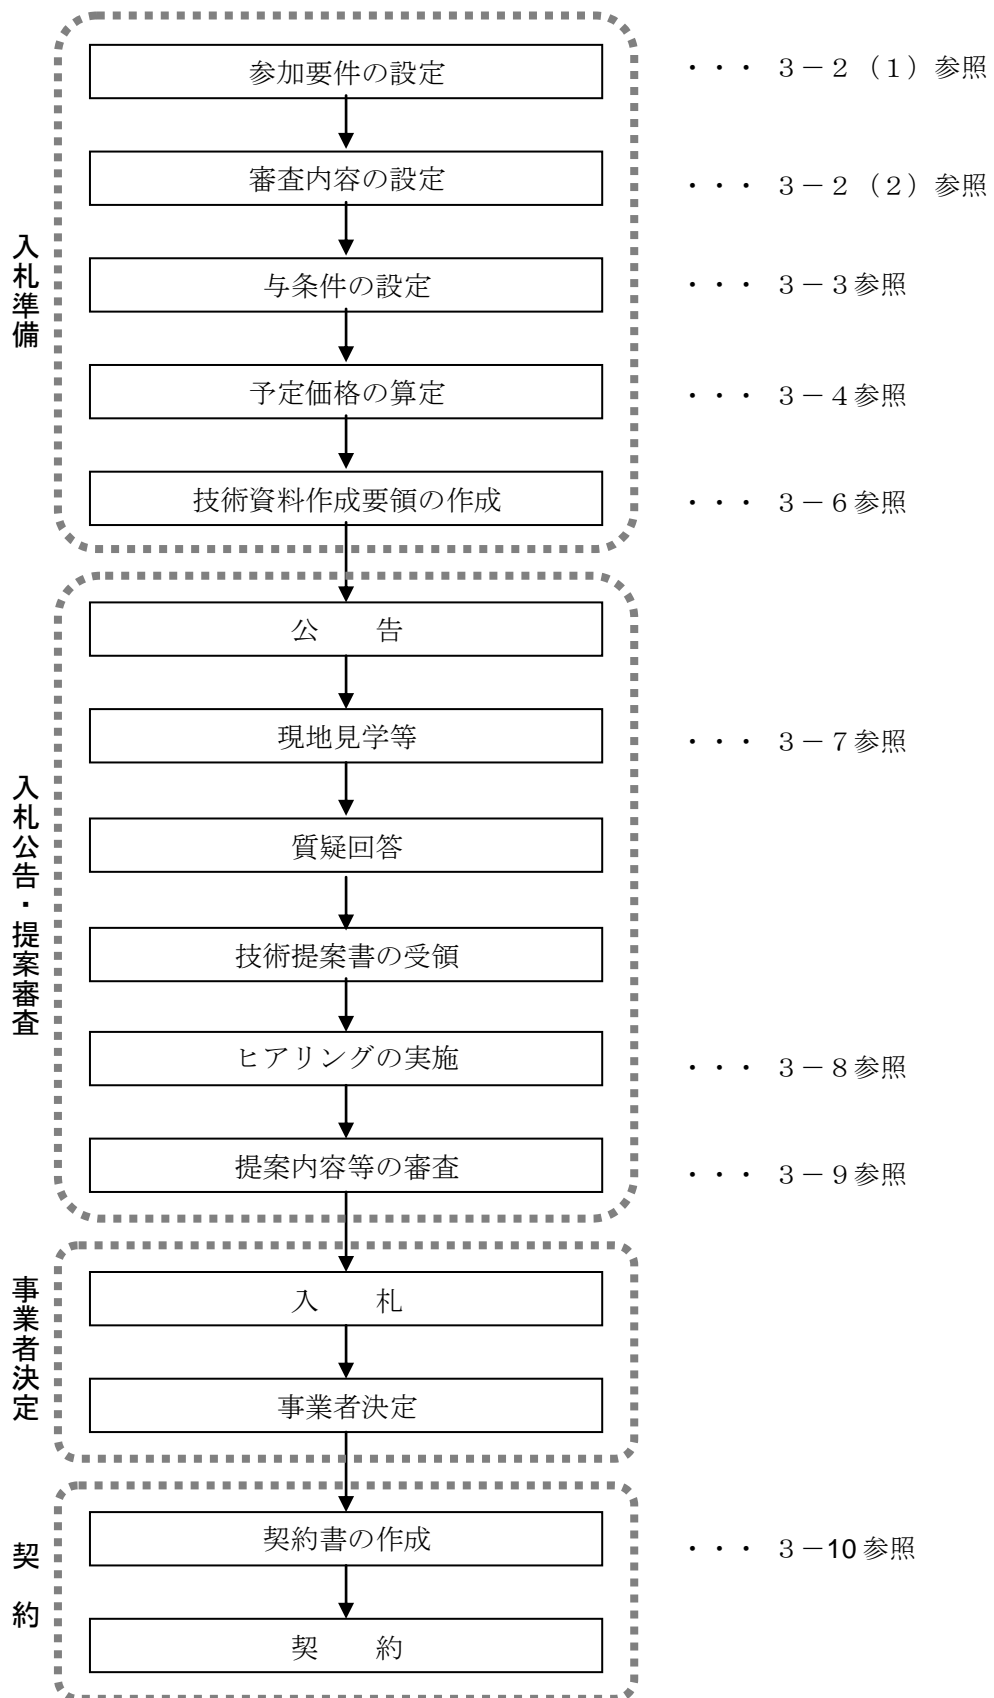 入札準備
参加要件の設定 ・・・ 3－2（1）参照
審査内容の設定 ・・・ 3－2（2）参照
与条件の設定 ・・・ 3－3参照
予定価格の算定 ・・・ 3－4参照
技術資料作成要領の作成 ・・・ 3－6参照
入札公告・提案審査
公　　告
現地見学等 ・・・ 3－7参照
質疑回答
技術提案書の受領
ヒアリングの実施 ・・・ 3－8参照
提案内容等の審査 ・・・ 3－9参照
事業者決定
入　　札
事業者決定
契　約
契約書の作成 ・・・ 3－10参照
契　　約